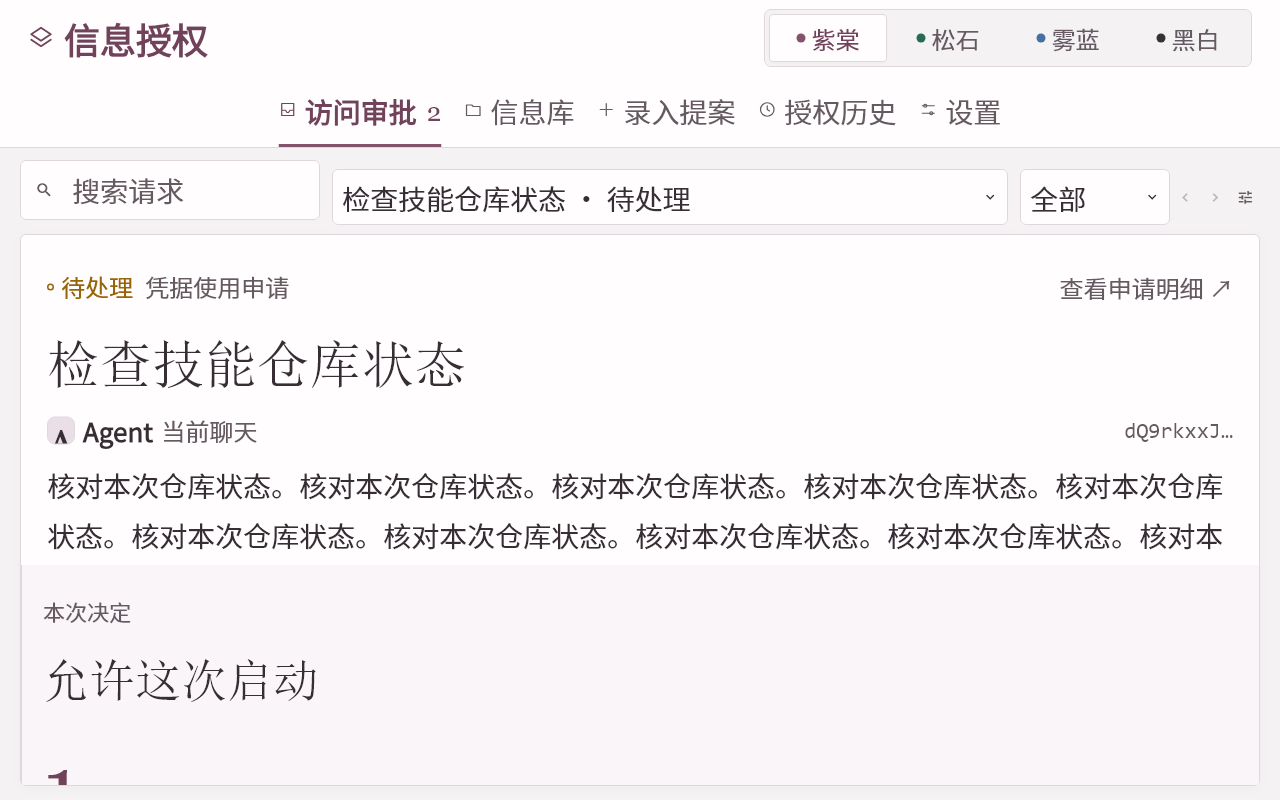 信息授权
紫棠
松石
雾蓝
黑白
访问审批 2
信息库
录入提案
授权历史
设置
搜索请求
检查技能仓库状态 · 待处理
全部
待处理 凭据使用申请
查看申请明细 ↗
检查技能仓库状态
Agent 当前聊天
dQ9rkxxJ…
核对本次仓库状态。核对本次仓库状态。核对本次仓库状态。核对本次仓库状态。核对本次仓库
状态。核对本次仓库状态。核对本次仓库状态。核对本次仓库状态。核对本次仓库状态。核对本
本次决定
允许这次启动